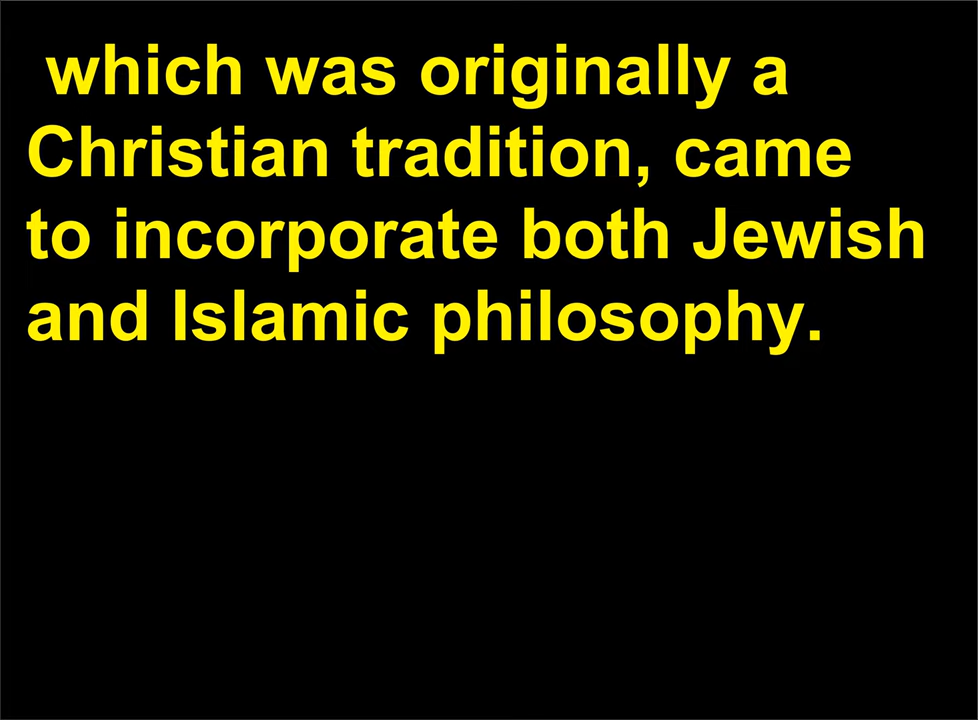 which was originally a
Christian tradition, came
to incorporate both Jewish
and Islamic philosophy.